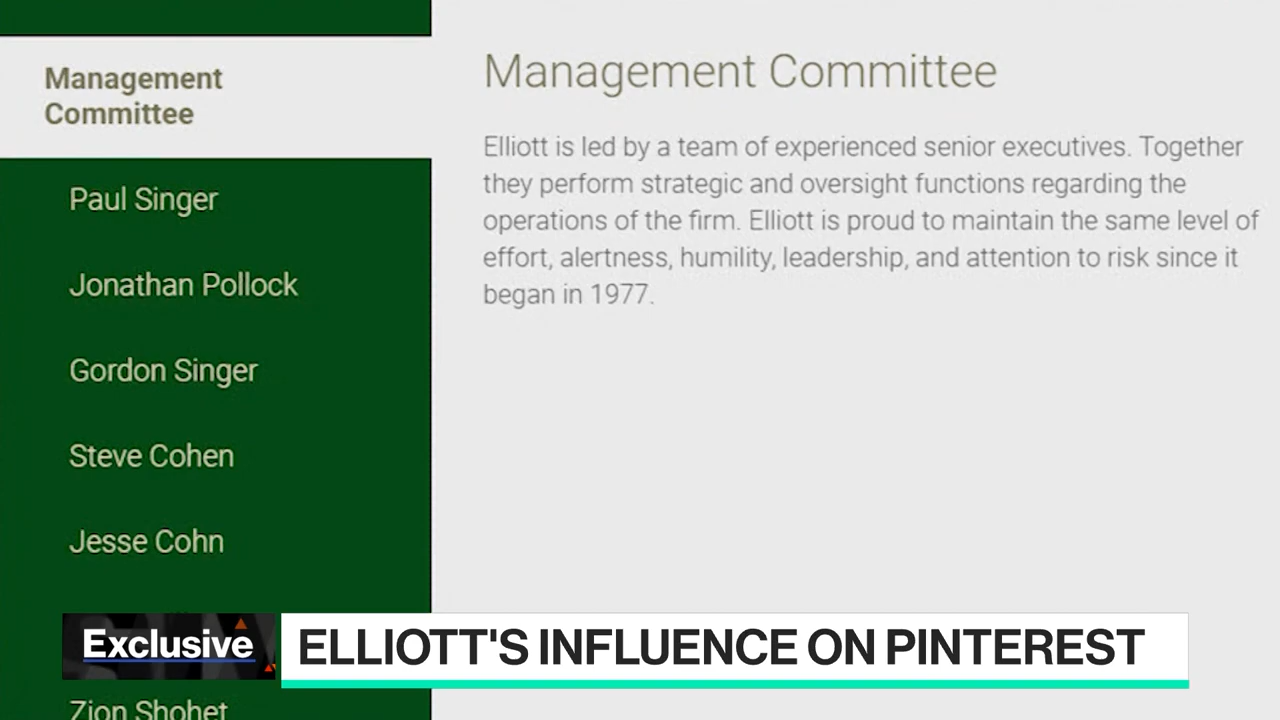 Management
Committee
Paul Singer
Jonathan Pollock
Gordon Singer
Steve Cohen
Jesse Cohn
Zion Shohet
Management Committee
Elliott is led by a team of experienced senior executives. Together
they perform strategic and oversight functions regarding the
operations of the firm. Elliott is proud to maintain the same level of
effort, alertness, humility, leadership, and attention to risk since it
began in 1977.
Exclusive
ELLIOTT'S INFLUENCE ON PINTEREST